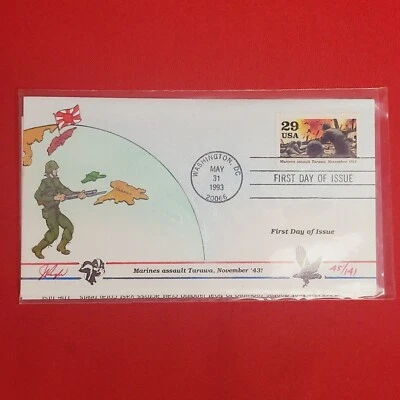 29
USA
Marines assault Tarawa, November 1943
WASHINGTON, DC
MAY
31
1993
20066
FIRST DAY OF ISSUE
First Day of Issue
Marines assault Tarawa, November '43!
45/141